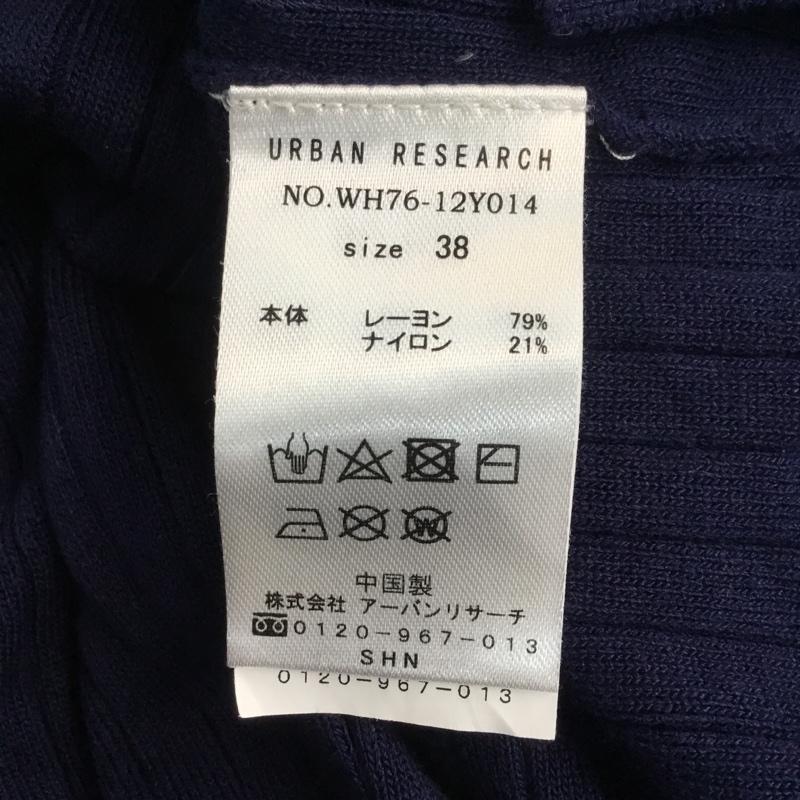 URBAN RESEARCH
NO.WH76-12Y014
size 38
本体 レーヨン 79%
ナイロン 21%
W
中国製
株式会社 アーバンリサーチ
0120-967-013
SHN
0120-967-013